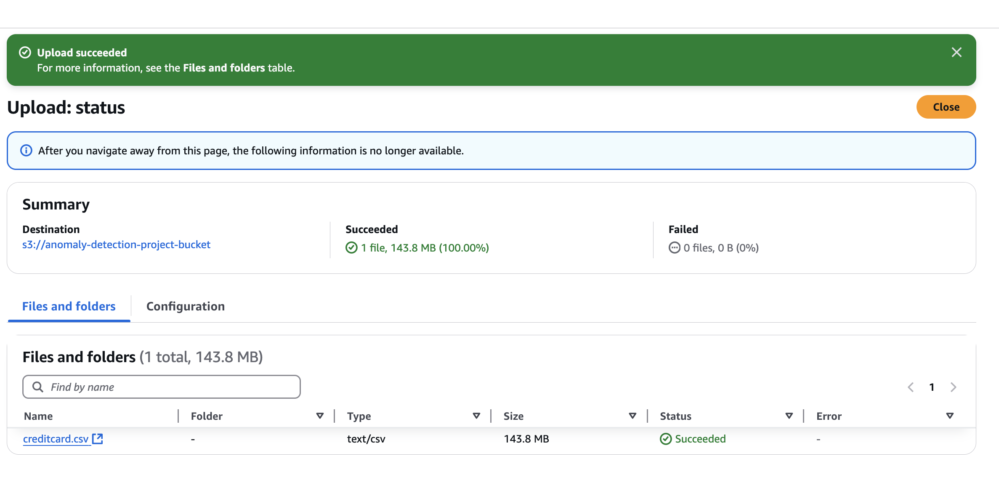 Upload succeeded
For more information, see the Files and folders table.
Upload: status
Close
After you navigate away from this page, the following information is no longer available.
Summary
Destination
s3://anomaly-detection-project-bucket
Succeeded
1 file, 143.8 MB (100.00%)
Failed
0 files, 0 B (0%)
Files and folders
Configuration
Files and folders (1 total, 143.8 MB)
Find by name
1
Name Folder Type Size Status Error
creditcard.csv - text/csv 143.8 MB Succeeded -